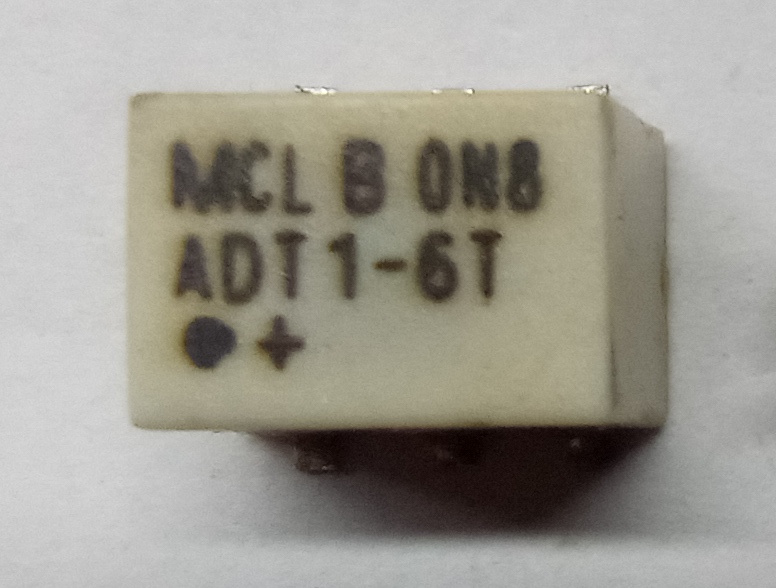 MCL B 0N8
ADT1-6T
+